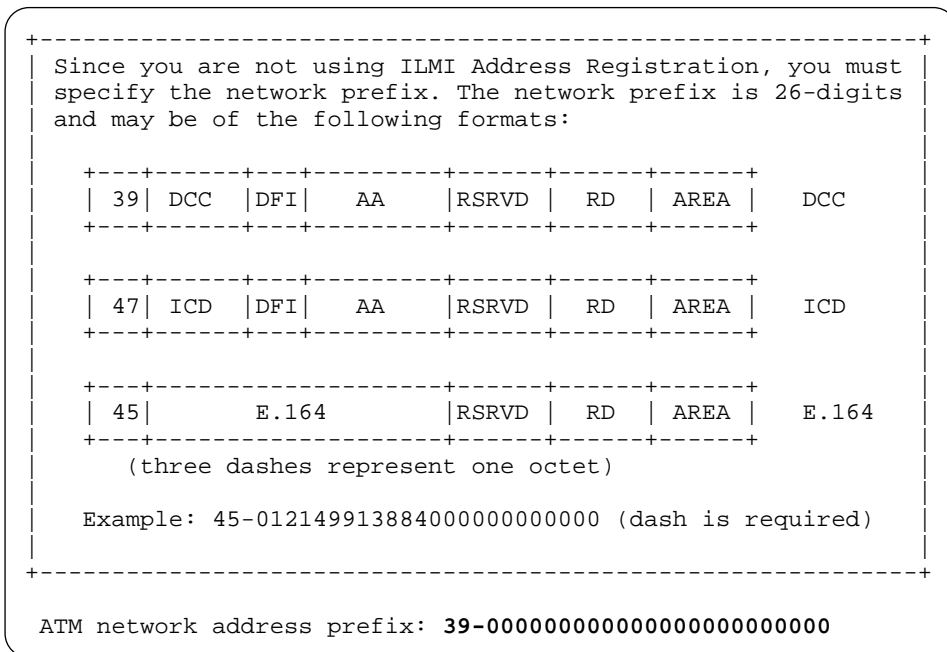 +-------------------------------------------------------------+
| Since you are not using ILMI Address Registration, you must |
| specify the network prefix. The network prefix is 26-digits |
| and may be of the following formats:                        |
|                                                             |
|   +---+------+---+---------+------+------+------+           |
|   | 39| DCC  |DFI|   AA    |RSRVD |  RD  | AREA |   DCC     |
|   +---+------+---+---------+------+------+------+           |
|                                                             |
|   +---+------+---+---------+------+------+------+           |
|   | 47| ICD  |DFI|   AA    |RSRVD |  RD  | AREA |   ICD     |
|   +---+------+---+---------+------+------+------+           |
|                                                             |
|   +---+--------------------+------+------+------+           |
|   | 45|       E.164        |RSRVD |  RD  | AREA |   E.164   |
|   +---+--------------------+------+------+------+           |
|      (three dashes represent one octet)                     |
|                                                             |
|   Example: 45-012149913884000000000000 (dash is required)   |
|                                                             |
+-------------------------------------------------------------+
ATM network address prefix: 39-000000000000000000000000